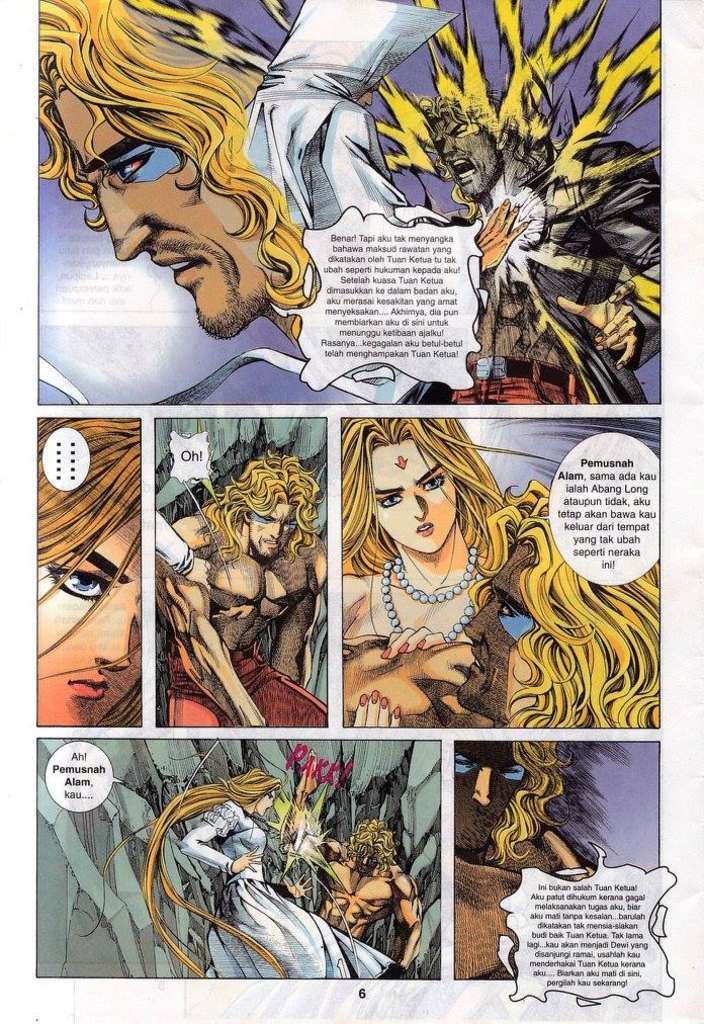 Benar! Tapi aku tak menyangka
bahawa maksud rawatan yang
dikatakan oleh Tuan Ketua tu tak
ubah seperti hukuman kepada aku!
Setelah kuasa Tuan Ketua
dimasukkan ke dalam badan aku,
aku merasai kesakitan yang amat
menyeksakan.... Akhirnya, dia pun
membiarkan aku di sini untuk
menunggu ketibaan ajalku!
Rasanya...kegagalan aku betul-betul
telah menghampakan Tuan Ketua!
Oh!
Pemusnah
Alam, sama ada kau
ialah Abang Long
ataupun tidak, aku
tetap akan bawa kau
keluar dari tempat
yang tak ubah
seperti neraka
ini!
Ah!
Pemusnah
Alam,
kau....
PAKK!
Ini bukan salah Tuan Ketua!
Aku patut dihukum kerana gagal
melaksanakan tugas aku, biar
aku mati tanpa kesalan...barulah
dikatakan tak mensia-siakan
budi baik Tuan Ketua. Tak lama
lagi...kau akan menjadi Dewi yang
disanjungi ramai, usahlah kau
menderhakai Tuan Ketua kerana
aku.... Biarkan aku mati di sini,
pergilah kau sekarang!
6